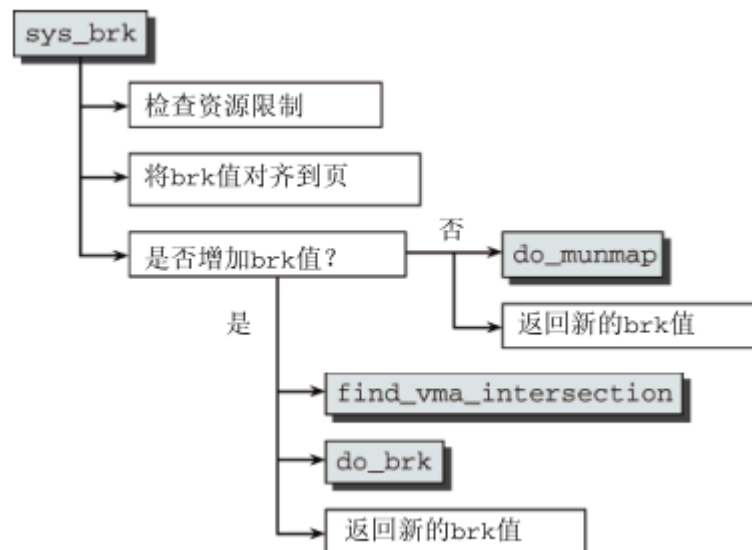 sys_brk
检查资源限制
将brk值对齐到页
是否增加brk值?
否
do_munmap
返回新的brk值
是
find_vma_intersection
do_brk
返回新的brk值